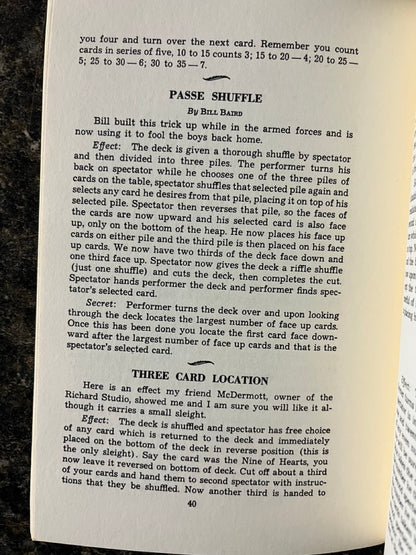 you four and turn over the next card. Remember you count
cards in series of five, 10 to 15 counts 3; 15 to 20 — 4; 20 to 25 —
5; 25 to 30 — 6; 30 to 35 — 7.
PASSE SHUFFLE
By BILL BAIRD
Bill built this trick up while in the armed forces and is
now using it to fool the boys back home.
Effect: The deck is given a thorough shuffle by spectator
and then divided into three piles. The performer turns his
back on spectator while he chooses one of the three piles of
cards on the table, spectator shuffles that selected pile again and
selects any card he desires from that pile, placing it on top of his
selected pile. Spectator then reverses that pile, so the faces of
the cards are now upward and his selected card is also face
up, only on the bottom of the heap. He now places his face up
cards on either pile and the third pile is then placed on his face
up cards. We now have two thirds of the deck face down and
one third face up. Spectator now gives the deck a riffle shuffle
(just one shuffle) and cuts the deck, then completes the cut.
Spectator hands performer the deck and performer finds spec-
tator's selected card.
Secret: Performer turns the deck over and upon looking
through the deck locates the largest number of face up cards.
Once this has been done you locate the first card face down-
ward after the largest number of face up cards and that is the
spectator's selected card.
THREE CARD LOCATION
Here is an effect my friend McDermott, owner of the
Richard Studio, showed me and I am sure you will like it al-
though it carries a small sleight.
Effect: The deck is shuffled and spectator has free choice
of any card which is returned to the deck and immediately
placed on the bottom of the deck in reverse position (this is
the only sleight). Say the card was the Nine of Hearts, you
now leave it reversed on bottom of deck. Cut off about a third
of your cards and hand them to second spectator with instruc-
tions that they be shuffled. Now another third is handed to
40